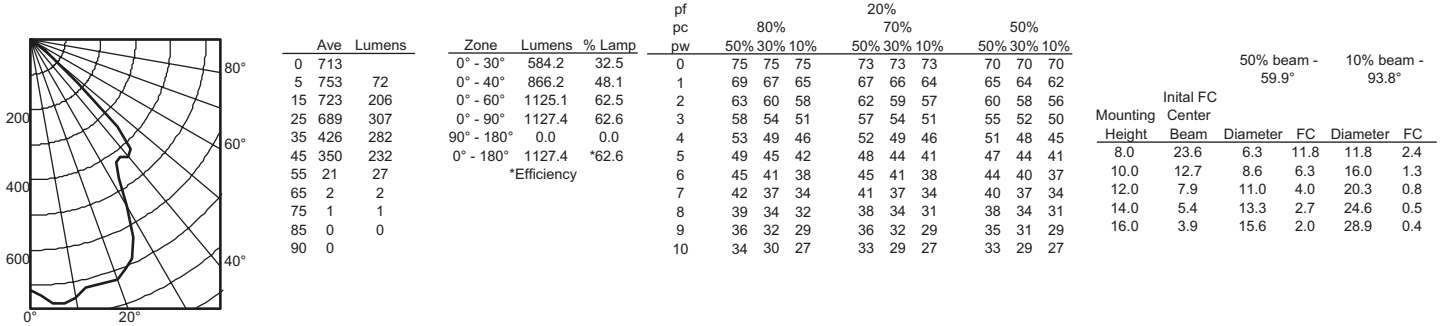 80°
60°
40°
20°
0°
200
400
600
Ave Lumens
0 713
5 753 72
15 723 206
25 689 307
35 426 282
45 350 232
55 21 27
65 2 2
75 1 1
85 0 0
90 0
Zone Lumens % Lamp
0° - 30° 584.2 32.5
0° - 40° 866.2 48.1
0° - 60° 1125.1 62.5
0° - 90° 1127.4 62.6
90° - 180° 0.0 0.0
0° - 180° 1127.4 *62.6
*Efficiency
pf 20%
pc 80% 70% 50%
pw 50% 30% 10% 50% 30% 10% 50% 30% 10%
0 75 75 75 73 73 73 70 70 70
1 69 67 65 67 66 64 65 64 62
2 63 60 58 62 59 57 60 58 56
3 58 54 51 57 54 51 55 52 50
4 53 49 46 52 49 46 51 48 45
5 49 45 42 48 44 41 47 44 41
6 45 41 38 45 41 38 44 40 37
7 42 37 34 41 37 34 40 37 34
8 39 34 32 38 34 31 38 34 31
9 36 32 29 36 32 29 35 31 29
10 34 30 27 33 29 27 33 29 27
50% beam - 10% beam -
59.9° 93.8°
Inital FC
Mounting Center
Height Beam Diameter FC Diameter FC
8.0 23.6 6.3 11.8 11.8 2.4
10.0 12.7 8.6 6.3 16.0 1.3
12.0 7.9 11.0 4.0 20.3 0.8
14.0 5.4 13.3 2.7 24.6 0.5
16.0 3.9 15.6 2.0 28.9 0.4